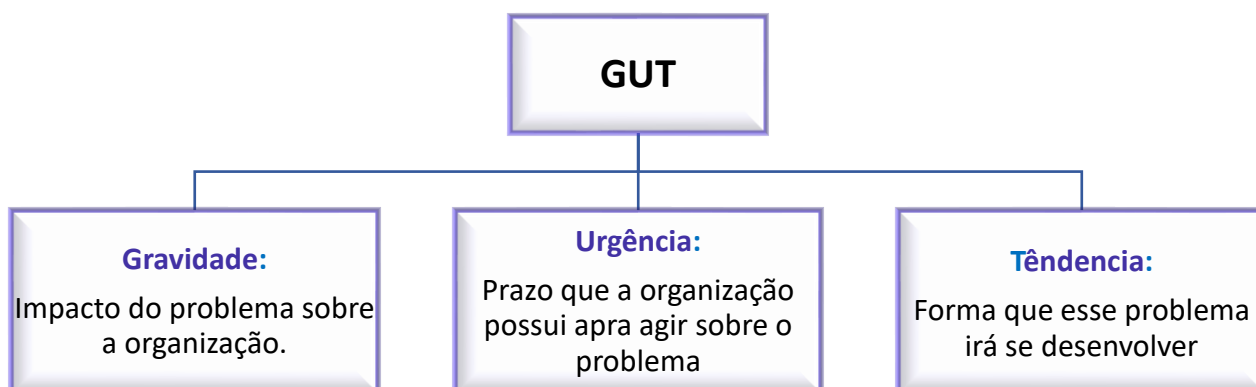 GUT
Gravidade:
Impacto do problema sobre
a organização.
Urgência:
Prazo que a organização
possui apra agir sobre o
problema
Têndencia:
Forma que esse problema
irá se desenvolver